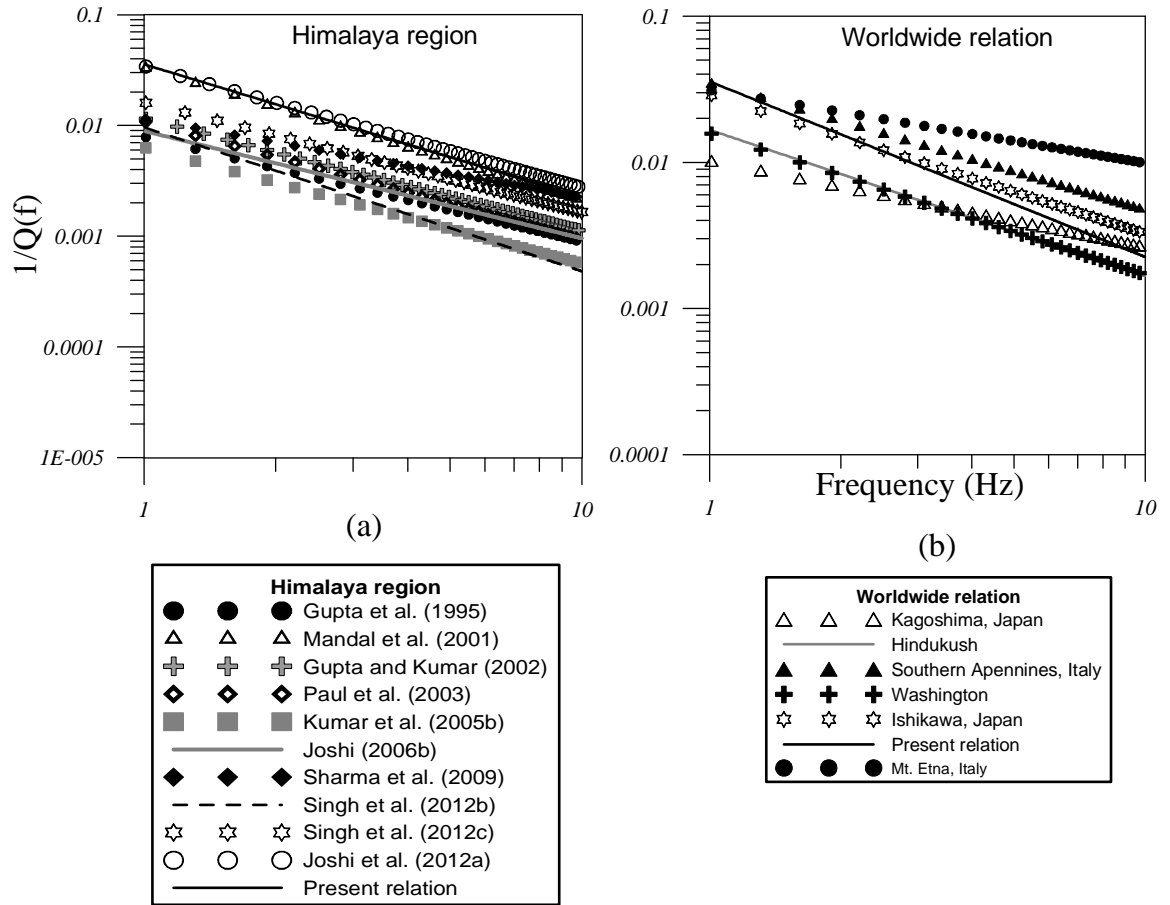 Himalaya region
0.1
0.01
0.001
0.0001
1E-005
1/Q(f)
1
10
(a)
Worldwide relation
0.1
0.01
0.001
0.0001
Frequency (Hz)
1
10
(b)
Himalaya region
Gupta et al. (1995)
Mandal et al. (2001)
Gupta and Kumar (2002)
Paul et al. (2003)
Kumar et al. (2005b)
Joshi (2006b)
Sharma et al. (2009)
Singh et al. (2012b)
Singh et al. (2012c)
Joshi et al. (2012a)
Present relation
Worldwide relation
Kagoshima, Japan
Hindukush
Southern Apennines, Italy
Washington
Ishikawa, Japan
Present relation
Mt. Etna, Italy